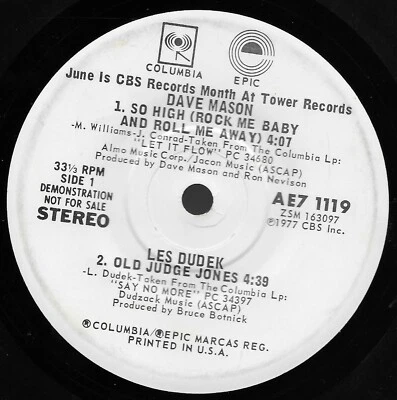 COLUMBIA
EPIC
June Is CBS Records Month At Tower Records
DAVE MASON
1. SO HIGH (ROCK ME BABY
AND ROLL ME AWAY) 4:07
-M. Williams-J. Conrad-Taken From The Columbia Lp:
"LET IT FLOW" PC 34680
Almo Music Corp./Jacon Music (ASCAP)
Produced by Dave Mason and Ron Nevison
33⅓ RPM
SIDE 1
DEMONSTRATION
NOT FOR SALE
STEREO
AE7 1119
ZSM 163097
℗1977 CBS Inc.
LES DUDEK
2. OLD JUDGE JONES 4:39
-L. Dudek-Taken From The Columbia Lp:
"SAY NO MORE" PC 34397
Dudzack Music (ASCAP)
Produced by Bruce Botnick
®COLUMBIA/®EPIC MARCAS REG.
PRINTED IN U.S.A.